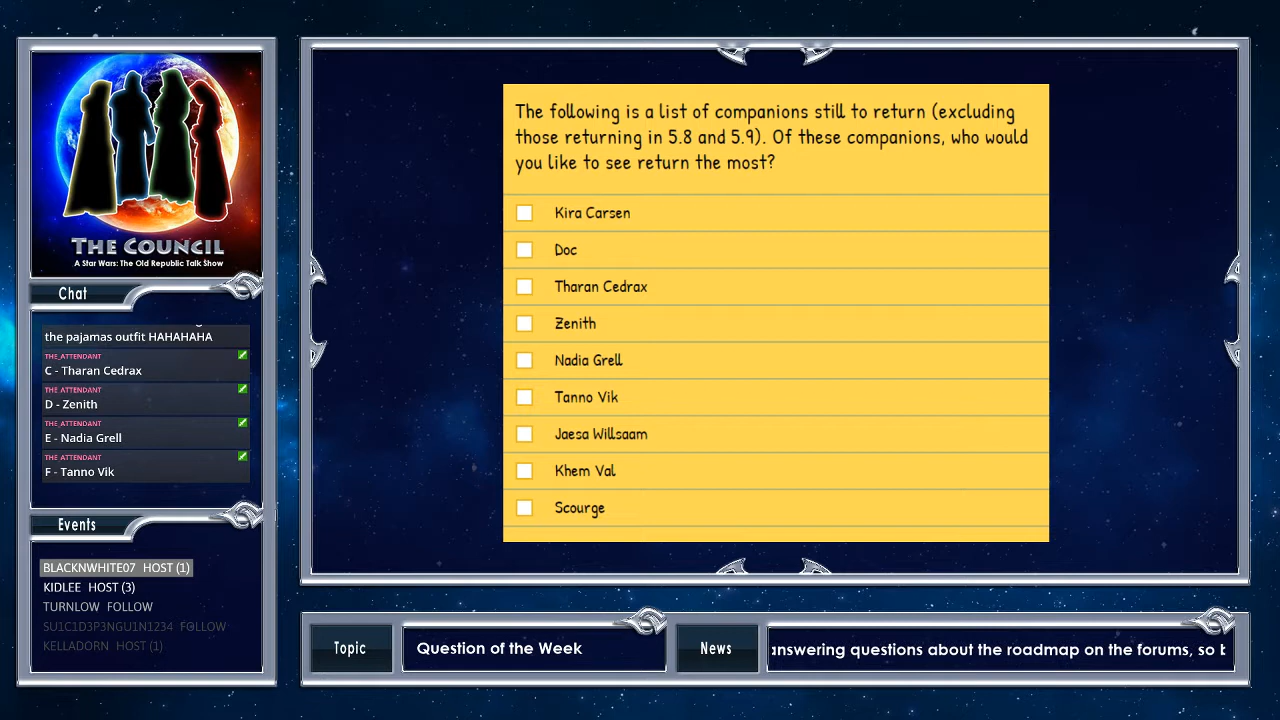 THE COUNCIL
A Star Wars: The Old Republic Talk Show
Chat
the pajamas outfit HAHAHAHA
THE_ATTENDANT
C - Tharan Cedrax
THE_ATTENDANT
D - Zenith
THE_ATTENDANT
E - Nadia Grell
THE_ATTENDANT
F - Tanno Vik
Events
BLACKNWHITE07 HOST (1)
KIDLEE HOST (3)
TURNLOW FOLLOW
SU1C1D3P3NGU1N1234 FOLLOW
KELLADORN HOST (1)
The following is a list of companions still to return (excluding
those returning in 5.8 and 5.9). Of these companions, who would
you like to see return the most?
Kira Carsen
Doc
Tharan Cedrax
Zenith
Nadia Grell
Tanno Vik
Jaesa Willsaam
Khem Val
Scourge
Topic
Question of the Week
News
answering questions about the roadmap on the forums, so